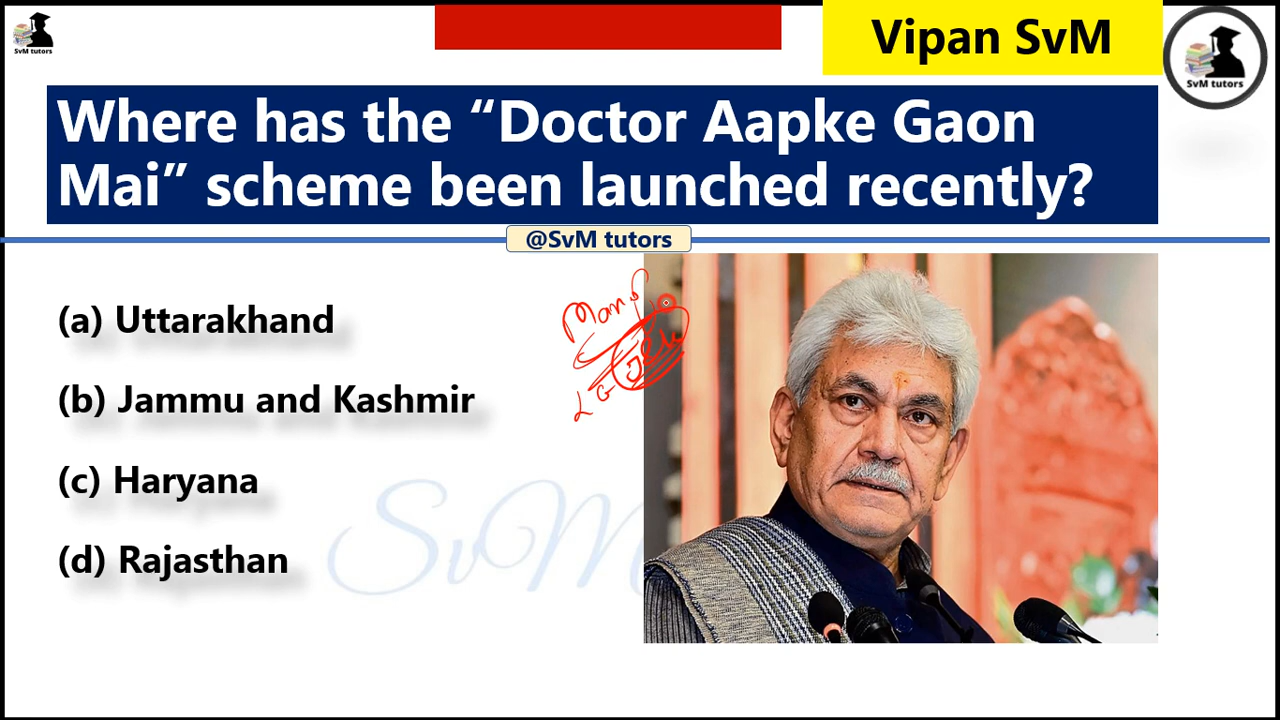 SvM tutors
Vipan SvM
SvM tutors
Where has the “Doctor Aapke Gaon
Mai” scheme been launched recently?
@SvM tutors
(a) Uttarakhand
(b) Jammu and Kashmir
(c) Haryana
(d) Rajasthan
SvM
LG J&K